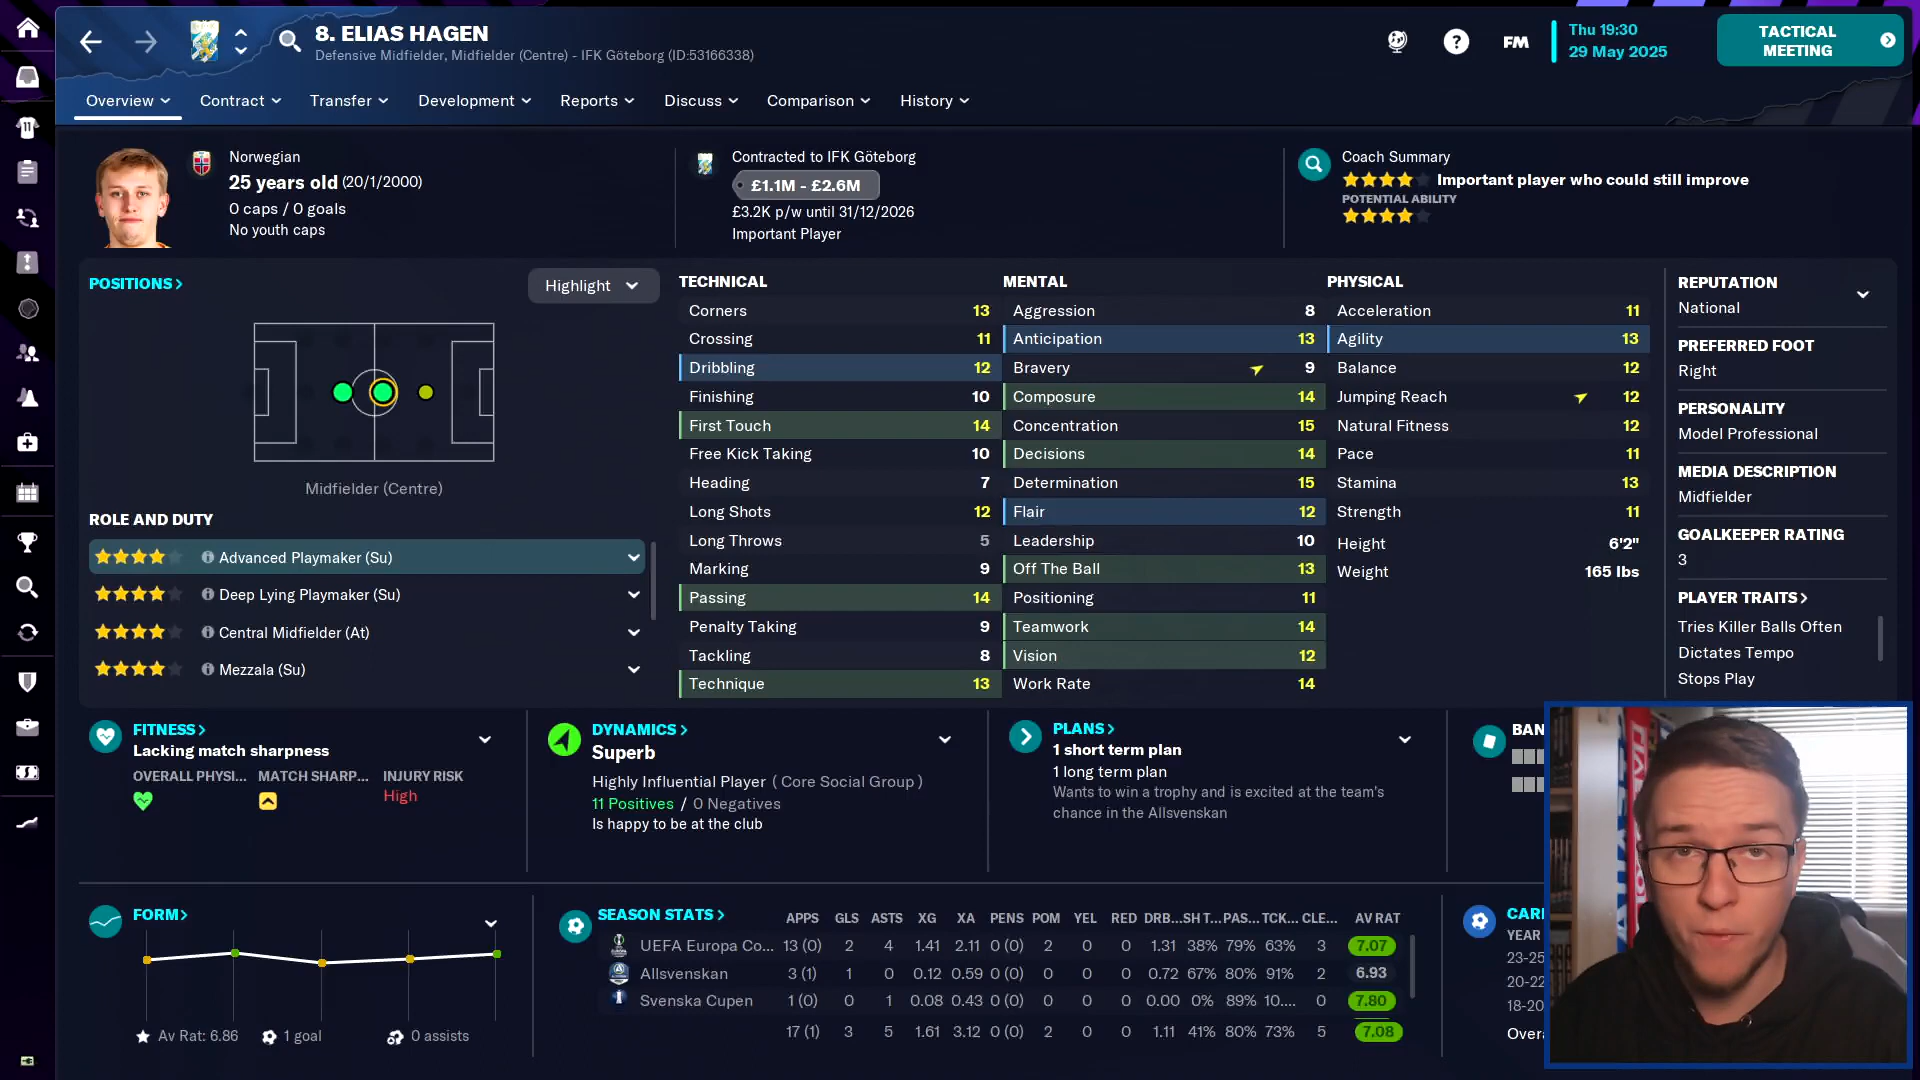 8. ELIAS HAGEN
Defensive Midfielder, Midfielder (Centre) - IFK Göteborg (ID:53166338)
FM
Thu 19:30
29 May 2025
TACTICAL
MEETING
Overview
Contract
Transfer
Development
Reports
Discuss
Comparison
History
Norwegian
25 years old (20/1/2000)
0 caps / 0 goals
No youth caps
Contracted to IFK Göteborg
£1.1M - £2.6M
£3.2K p/w until 31/12/2026
Important Player
Coach Summary
Important player who could still improve
POTENTIAL ABILITY
POSITIONS
Highlight
Midfielder (Centre)
ROLE AND DUTY
Advanced Playmaker (Su)
Deep Lying Playmaker (Su)
Central Midfielder (At)
Mezzala (Su)
TECHNICAL
Corners 13
Crossing 11
Dribbling 12
Finishing 10
First Touch 14
Free Kick Taking 10
Heading 7
Long Shots 12
Long Throws 5
Marking 9
Passing 14
Penalty Taking 9
Tackling 8
Technique 13
MENTAL
Aggression 8
Anticipation 13
Bravery 9
Composure 14
Concentration 15
Decisions 14
Determination 15
Flair 12
Leadership 10
Off The Ball 13
Positioning 11
Teamwork 14
Vision 12
Work Rate 14
PHYSICAL
Acceleration 11
Agility 13
Balance 12
Jumping Reach 12
Natural Fitness 12
Pace 11
Stamina 13
Strength 11
Height 6'2"
Weight 165 lbs
REPUTATION
National
PREFERRED FOOT
Right
PERSONALITY
Model Professional
MEDIA DESCRIPTION
Midfielder
GOALKEEPER RATING
3
PLAYER TRAITS
Tries Killer Balls Often
Dictates Tempo
Stops Play
FITNESS
Lacking match sharpness
OVERALL PHYSI... MATCH SHARP... INJURY RISK
High
DYNAMICS
Superb
Highly Influential Player ( Core Social Group )
11 Positives / 0 Negatives
Is happy to be at the club
PLANS
1 short term plan
1 long term plan
Wants to win a trophy and is excited at the team's
chance in the Allsvenskan
BAN
FORM
Av Rat: 6.86 1 goal 0 assists
SEASON STATS APPS GLS ASTS XG XA PENS POM YEL RED DRB... SH T... PAS... TCK... CLE... AV RAT
UEFA Europa Co... 13 (0) 2 4 1.41 2.11 0 (0) 2 0 0 1.31 38% 79% 63% 3 7.07
Allsvenskan 3 (1) 1 0 0.12 0.59 0 (0) 0 0 0 0.72 67% 80% 91% 2 6.93
Svenska Cupen 1 (0) 0 1 0.08 0.43 0 (0) 0 0 0 0.00 0% 89% 10.... 0 7.80
17 (1) 3 5 1.61 3.12 0 (0) 2 0 0 1.11 41% 80% 73% 5 7.08
CARI
YEAR
23-25
20-22
18-20
Overa